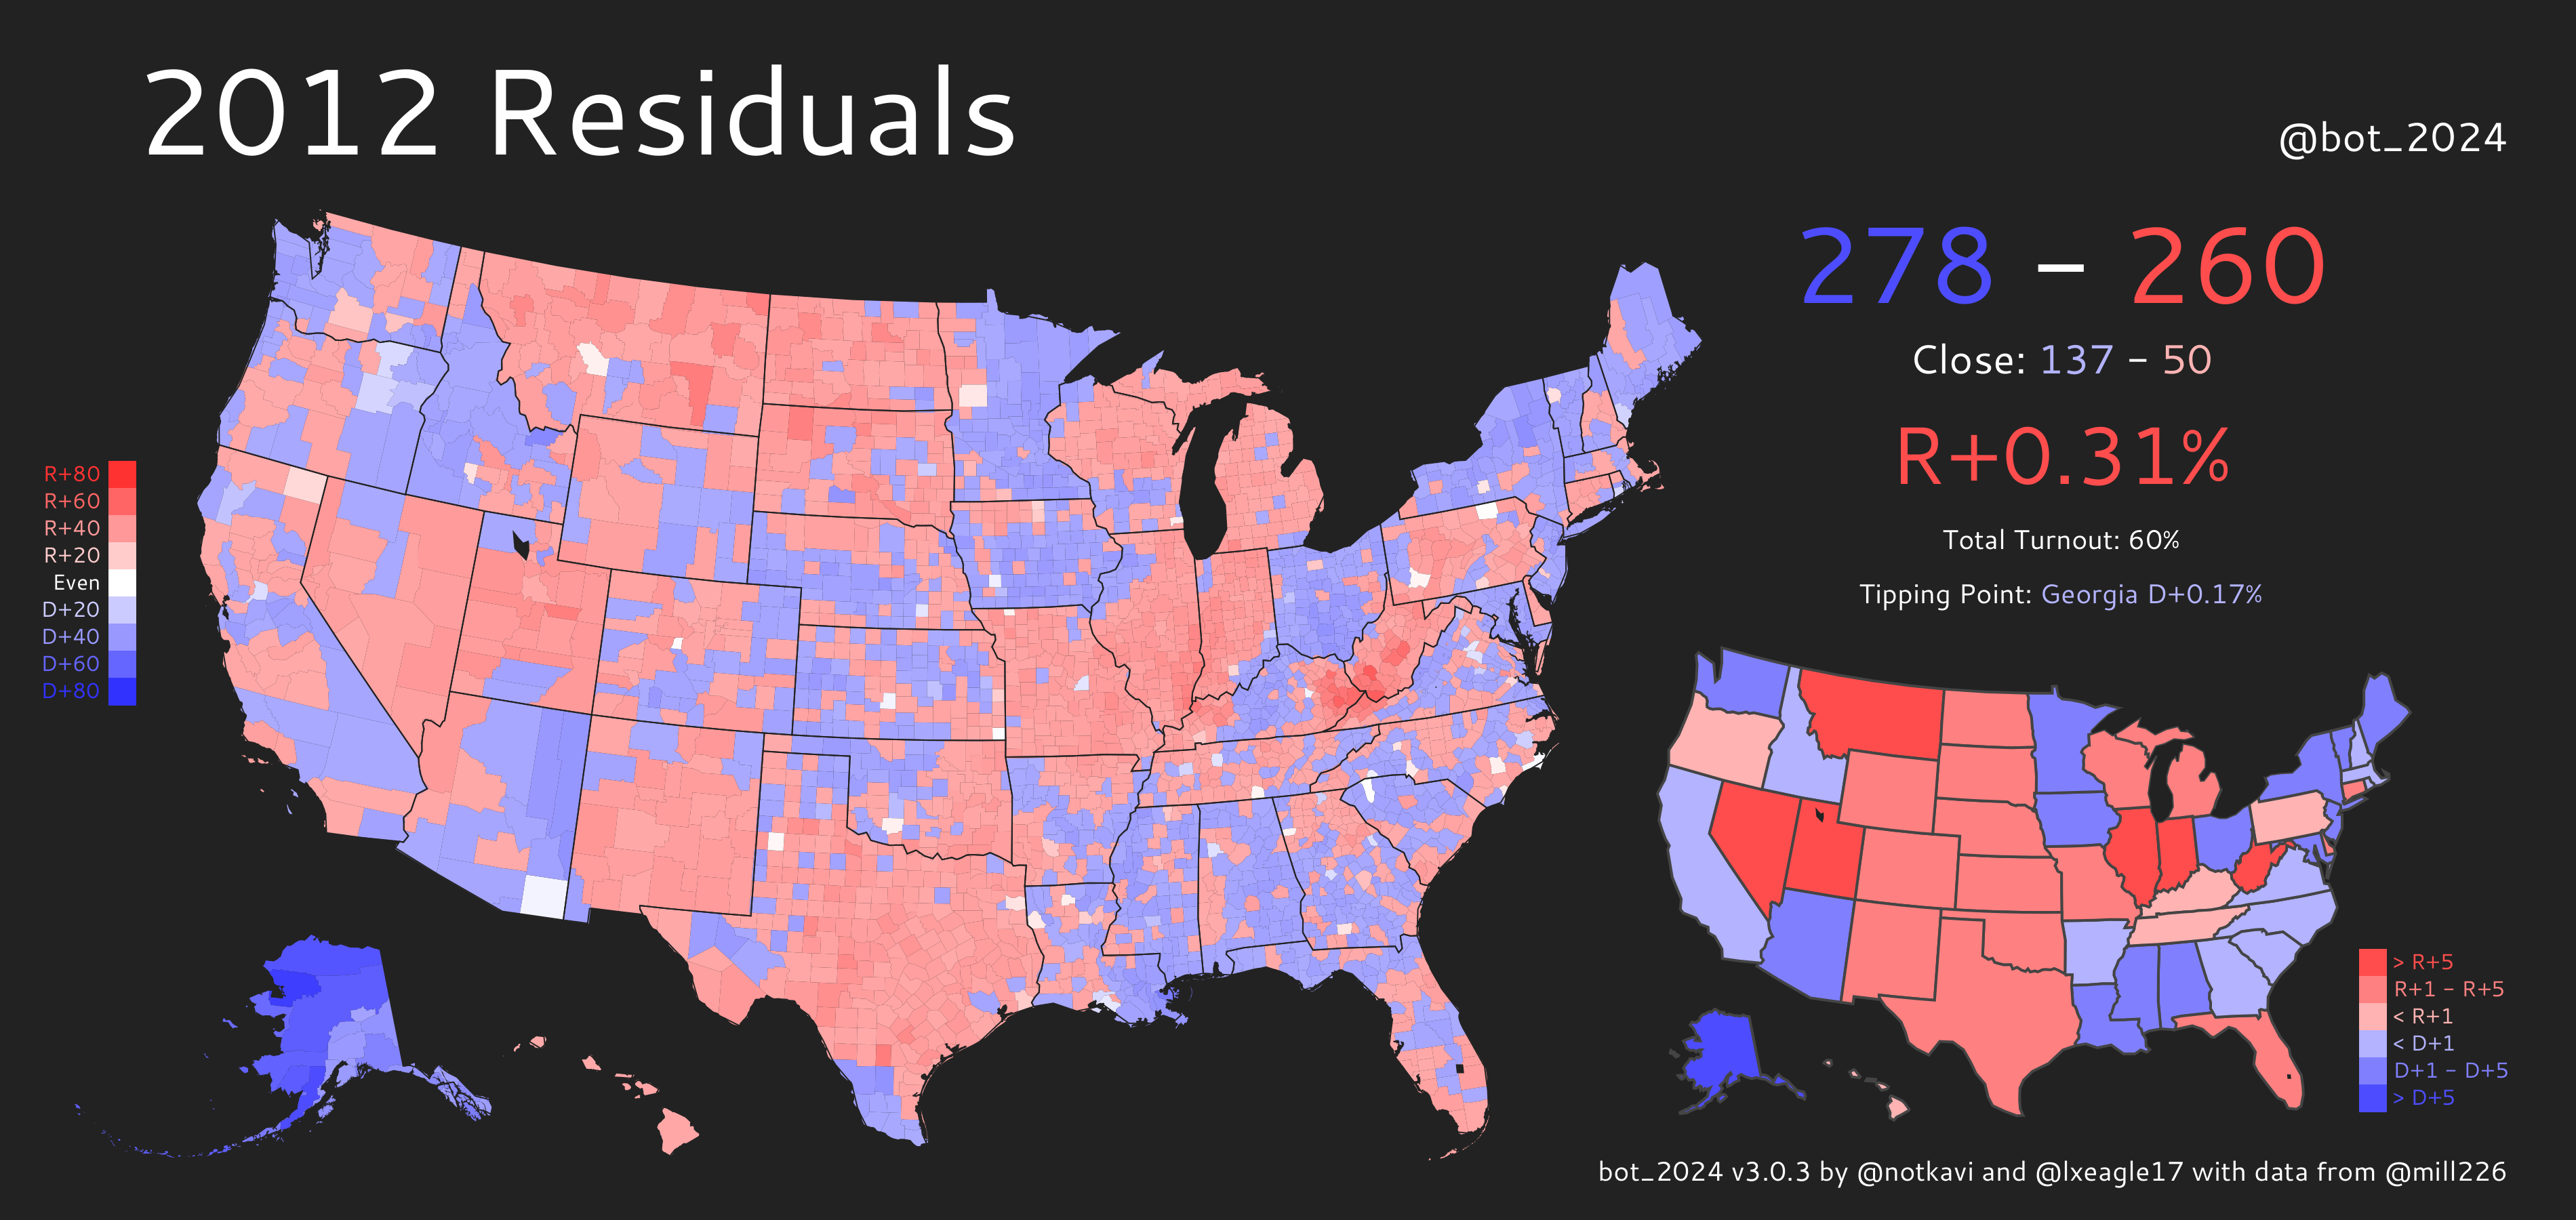 2012 Residuals
@bot_2024
278 – 260
Close: 137 – 50
R+0.31%
Total Turnout: 60%
Tipping Point: Georgia D+0.17%
R+80
R+60
R+40
R+20
Even
D+20
D+40
D+60
D+80
> R+5
R+1 – R+5
< R+1
< D+1
D+1 – D+5
> D+5
bot_2024 v3.0.3 by @notkavi and @lxeagle17 with data from @mill226